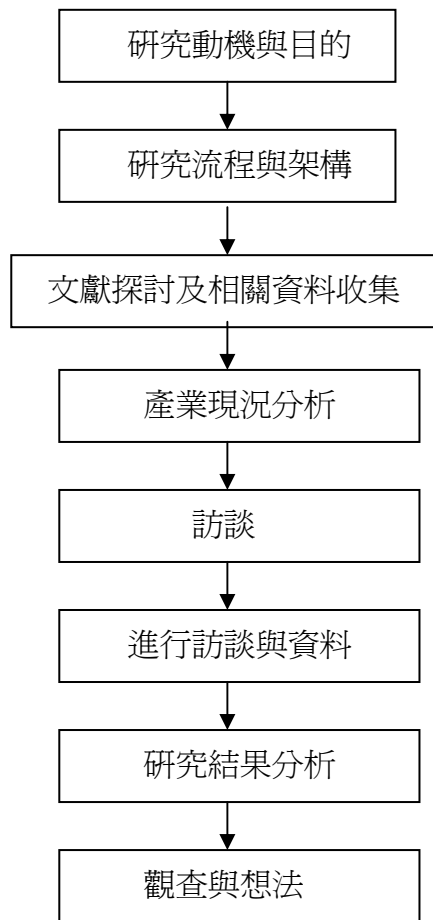 研究動機與目的
研究流程與架構
文獻探討及相關資料收集
產業現況分析
訪談
進行訪談與資料
研究結果分析
觀查與想法